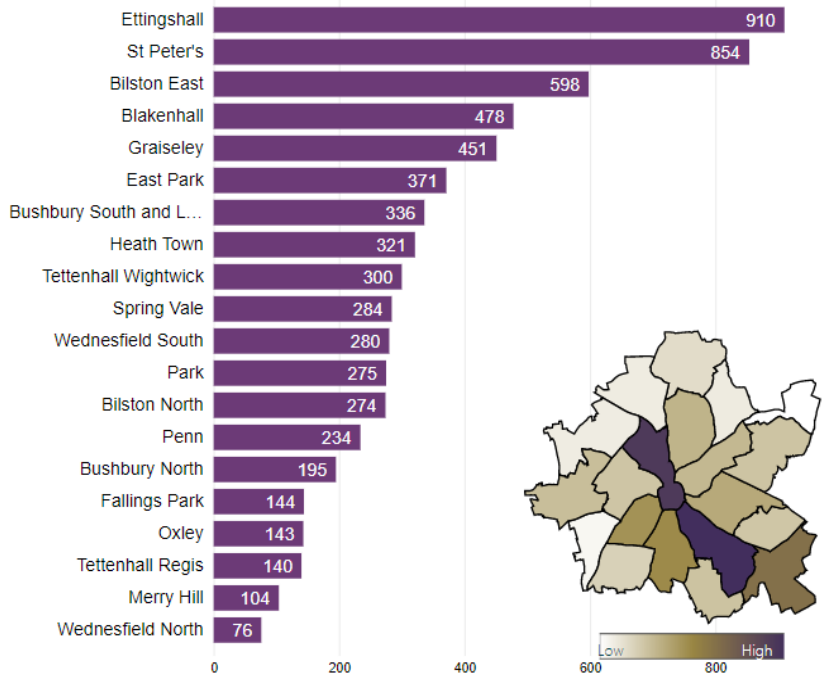 Ettingshall 910
St Peter's 854
Bilston East 598
Blakenhall 478
Graiseley 451
East Park 371
Bushbury South and L... 336
Heath Town 321
Tettenhall Wightwick 300
Spring Vale 284
Wednesfield South 280
Park 275
Bilston North 274
Penn 234
Bushbury North 195
Fallings Park 144
Oxley 143
Tettenhall Regis 140
Merry Hill 104
Wednesfield North 76
Low High
0 200 400 600 800